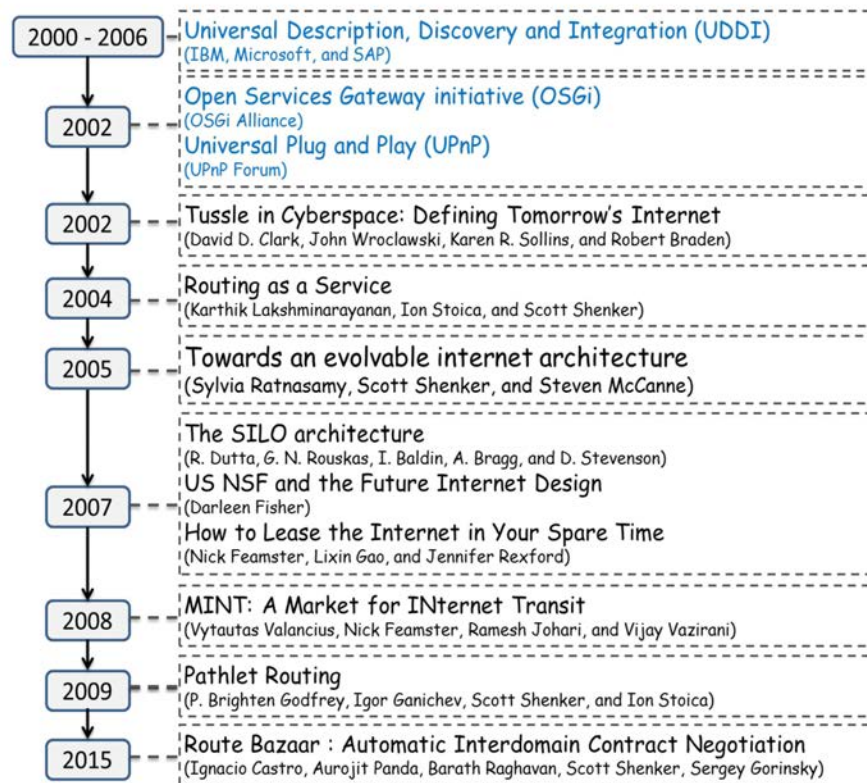 2000 - 2006
Universal Description, Discovery and Integration (UDDI)
(IBM, Microsoft, and SAP)
2002
Open Services Gateway initiative (OSGi)
(OSGi Alliance)
Universal Plug and Play (UPnP)
(UPnP Forum)
2002
Tussle in Cyberspace: Defining Tomorrow's Internet
(David D. Clark, John Wroclawski, Karen R. Sollins, and Robert Braden)
2004
Routing as a Service
(Karthik Lakshminarayanan, Ion Stoica, and Scott Shenker)
2005
Towards an evolvable internet architecture
(Sylvia Ratnasamy, Scott Shenker, and Steven McCanne)
2007
The SILO architecture
(R. Dutta, G. N. Rouskas, I. Baldin, A. Bragg, and D. Stevenson)
US NSF and the Future Internet Design
(Darleen Fisher)
How to Lease the Internet in Your Spare Time
(Nick Feamster, Lixin Gao, and Jennifer Rexford)
2008
MINT: A Market for INternet Transit
(Vytautas Valancius, Nick Feamster, Ramesh Johari, and Vijay Vazirani)
2009
Pathlet Routing
(P. Brighten Godfrey, Igor Ganichev, Scott Shenker, and Ion Stoica)
2015
Route Bazaar : Automatic Interdomain Contract Negotiation
(Ignacio Castro, Aurojit Panda, Barath Raghavan, Scott Shenker, Sergey Gorinsky)